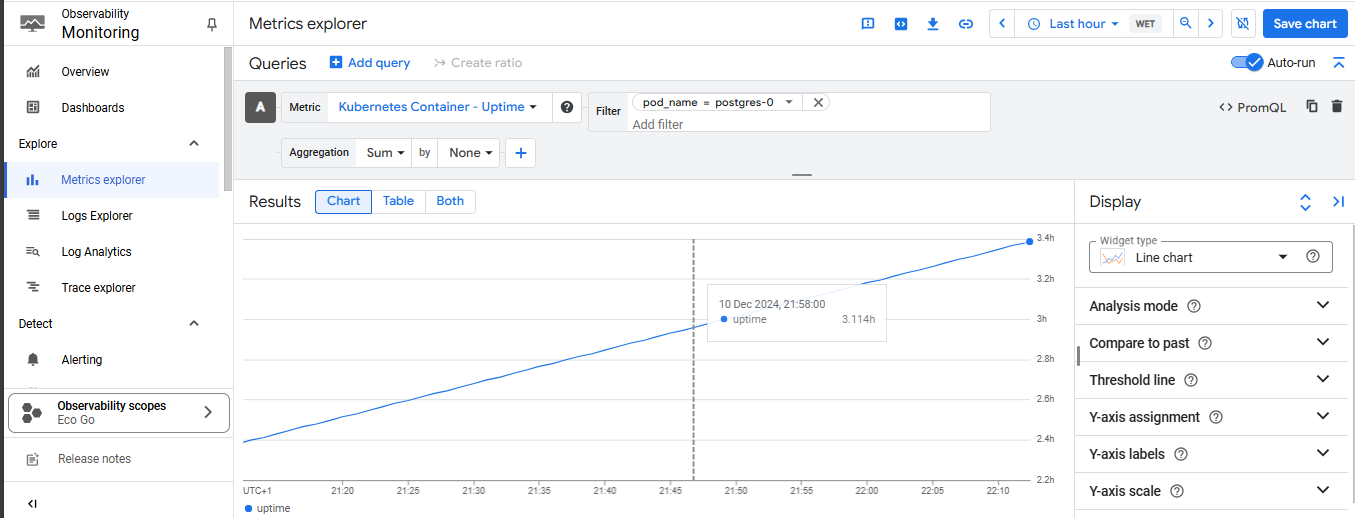 Observability
Monitoring
Overview
Dashboards
Explore
Metrics explorer
Logs Explorer
Log Analytics
Trace explorer
Detect
Alerting
Observability scopes
Eco Go
Release notes
Metrics explorer
Last hour WET
Save chart
Queries Add query Create ratio
Auto-run
A Metric Kubernetes Container - Uptime Filter pod_name = postgres-0
Add filter
<> PromQL
Aggregation Sum by None
Results Chart Table Both
3.4h
3.2h
3h
2.8h
2.6h
2.4h
2.2h
10 Dec 2024, 21:58:00
uptime 3.114h
UTC+1 21:20 21:25 21:30 21:35 21:40 21:45 21:50 21:55 22:00 22:05 22:10
uptime
Display
Widget type
Line chart
Analysis mode
Compare to past
Threshold line
Y-axis assignment
Y-axis labels
Y-axis scale